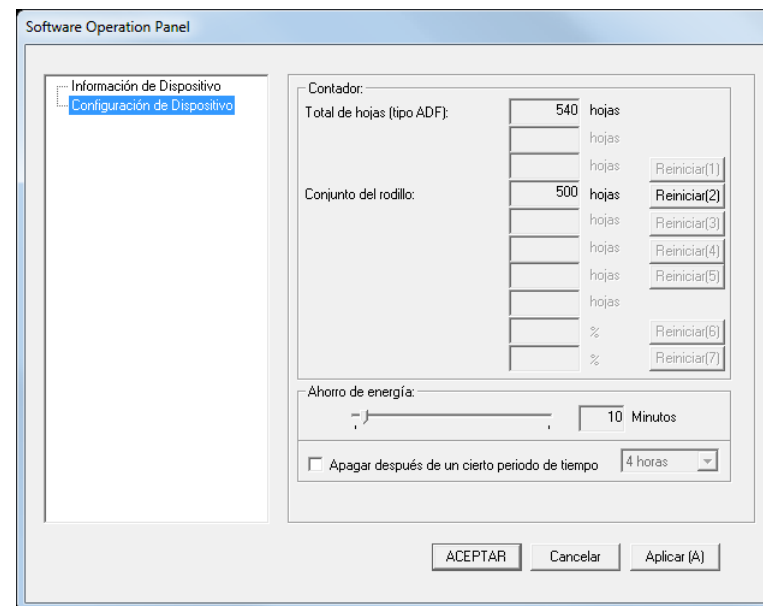 Software Operation Panel
Información de Dispositivo
Configuración de Dispositivo
Contador:
Total de hojas (tipo ADF): 540 hojas
hojas
hojas Reiniciar(1)
Conjunto del rodillo: 500 hojas Reiniciar(2)
hojas Reiniciar(3)
hojas Reiniciar(4)
hojas Reiniciar(5)
hojas
% Reiniciar(6)
% Reiniciar(7)
Ahorro de energía:
10 Minutos
Apagar después de un cierto periodo de tiempo 4 horas
ACEPTAR Cancelar Aplicar (A)